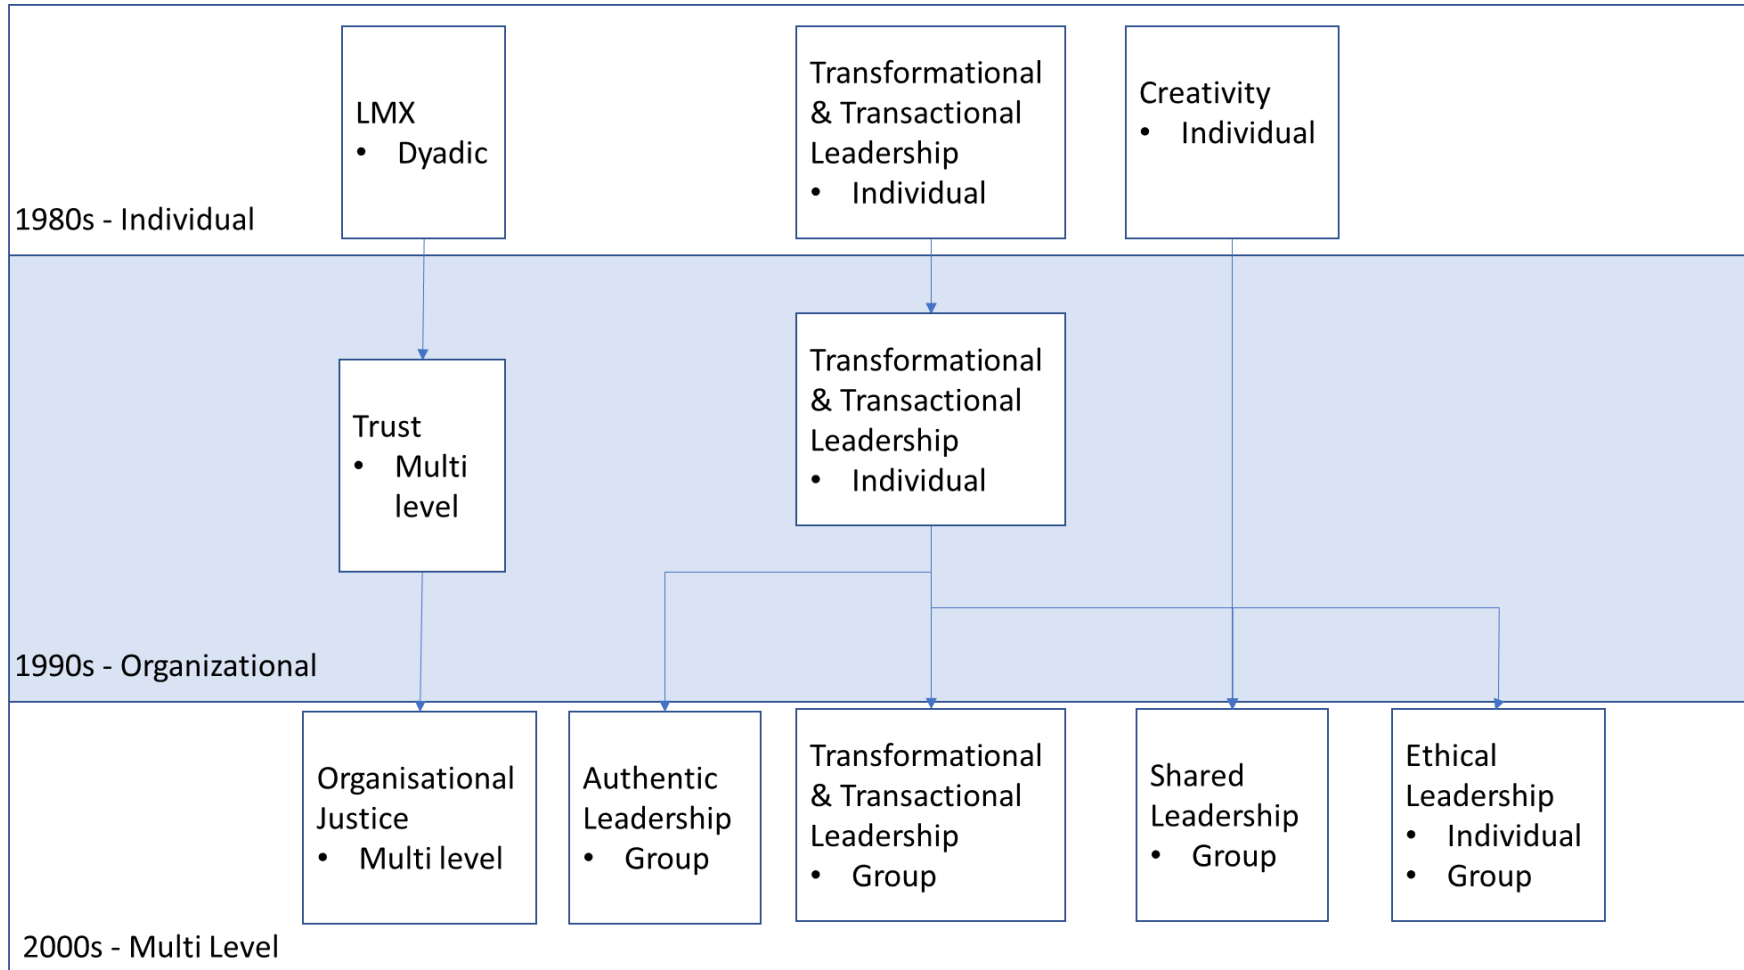 LMX
• Dyadic
Transformational
& Transactional
Leadership
• Individual
Creativity
• Individual
1980s - Individual
Trust
• Multi
level
Transformational
& Transactional
Leadership
• Individual
1990s - Organizational
Organisational
Justice
• Multi level
Authentic
Leadership
• Group
Transformational
& Transactional
Leadership
• Group
Shared
Leadership
• Group
Ethical
Leadership
• Individual
• Group
2000s - Multi Level